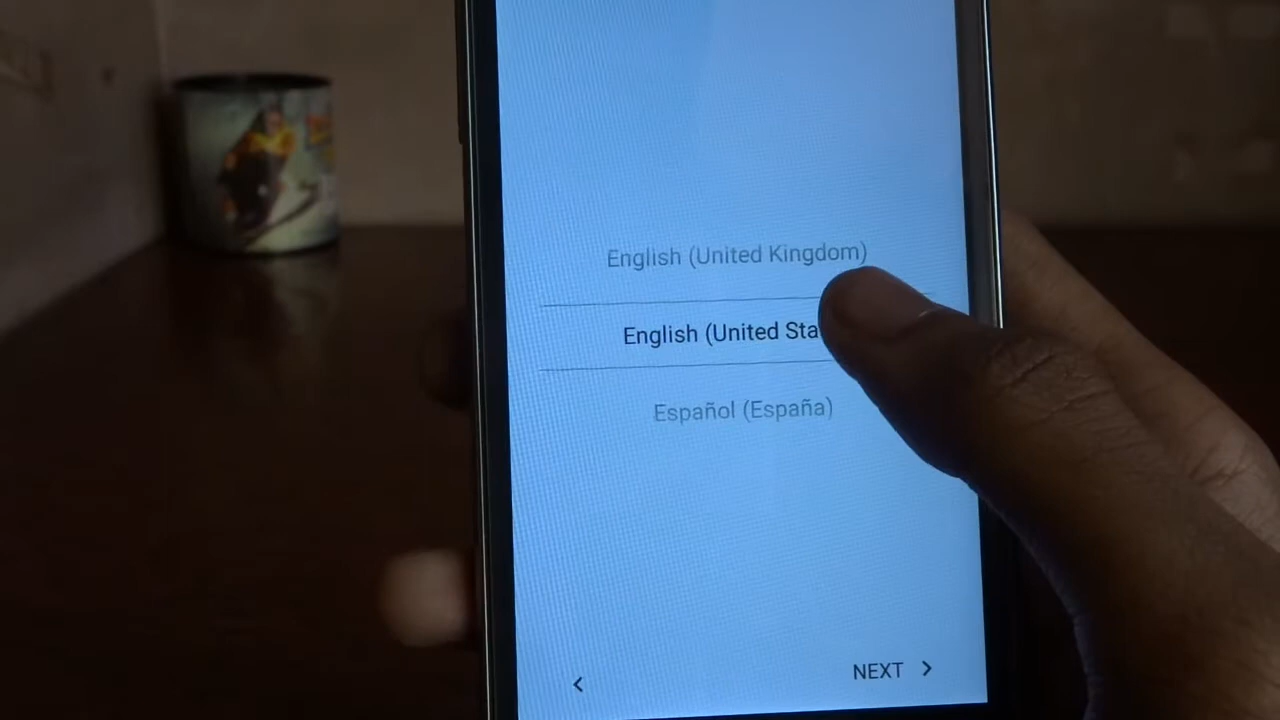 English (United Kingdom)
English (United Sta
Español (España)
NEXT >
<